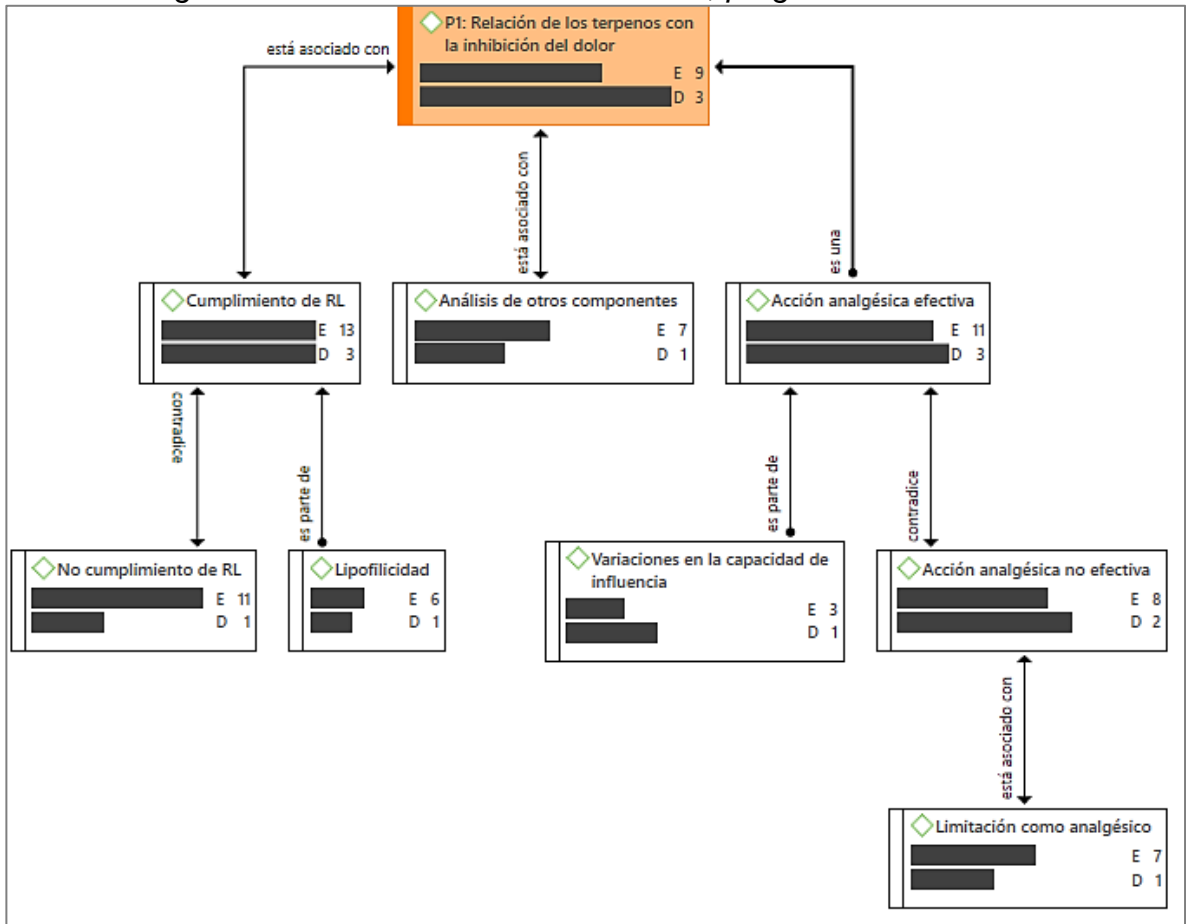 P1: Relación de los terpenos con
la inhibición del dolor
E 9
D 3
está asociado con
está asociado con
es una
Cumplimiento de RL
E 13
D 3
Análisis de otros componentes
E 7
D 1
Acción analgésica efectiva
E 11
D 3
contradice
es parte de
es parte de
contradice
No cumplimiento de RL
E 11
D 1
Lipofilicidad
E 6
D 1
Variaciones en la capacidad de
influencia
E 3
D 1
Acción analgésica no efectiva
E 8
D 2
está asociado con
Limitación como analgésico
E 7
D 1